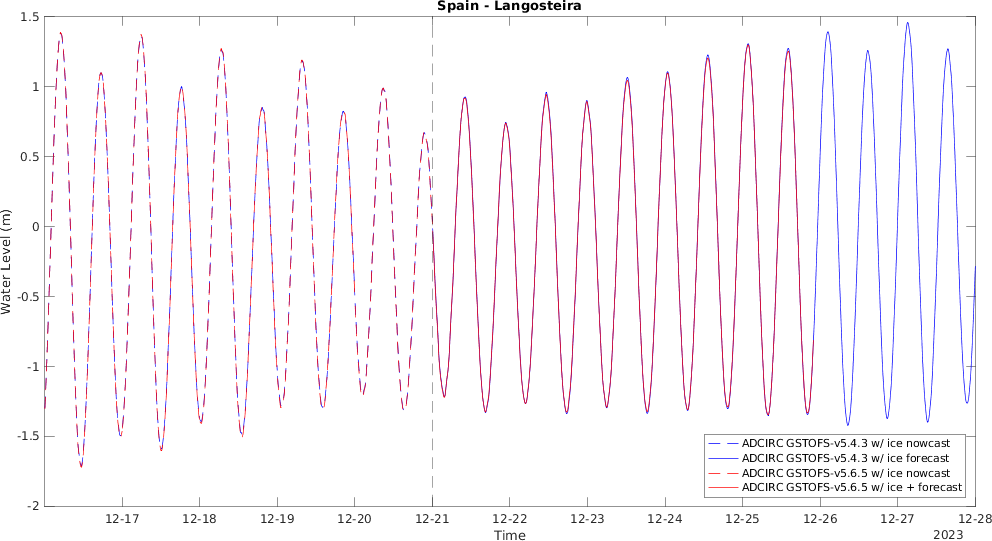 Spain - Langosteira
1.5
1
0.5
0
-0.5
-1
-1.5
-2
Water Level (m)
ADCIRC GSTOFS-v5.4.3 w/ ice nowcast
ADCIRC GSTOFS-v5.4.3 w/ ice forecast
ADCIRC GSTOFS-v5.6.5 w/ ice nowcast
ADCIRC GSTOFS-v5.6.5 w/ ice + forecast
12-17 12-18 12-19 12-20 12-21 12-22 12-23 12-24 12-25 12-26 12-27 12-28
Time
2023